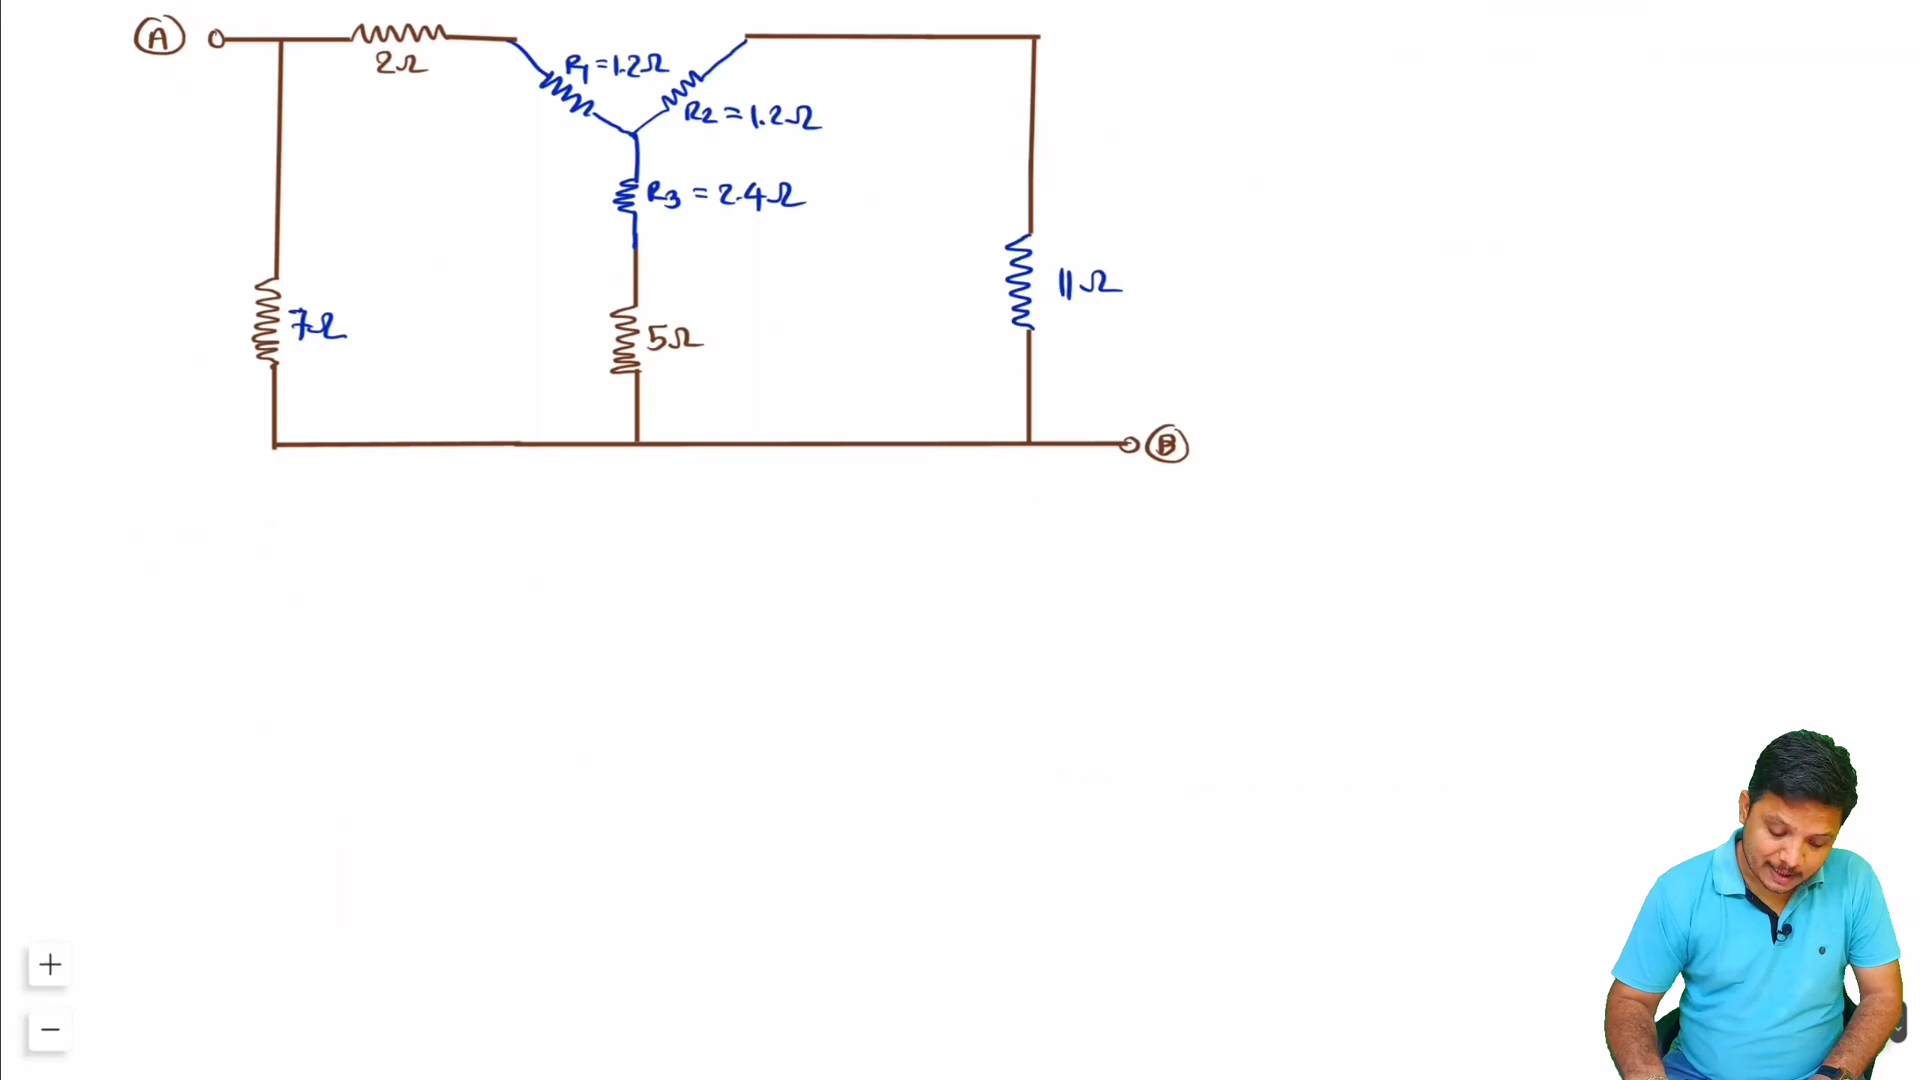 A
2Ω
R1 = 1.2Ω
R2 = 1.2Ω
R3 = 2.4Ω
7Ω
5Ω
11Ω
B
+
−